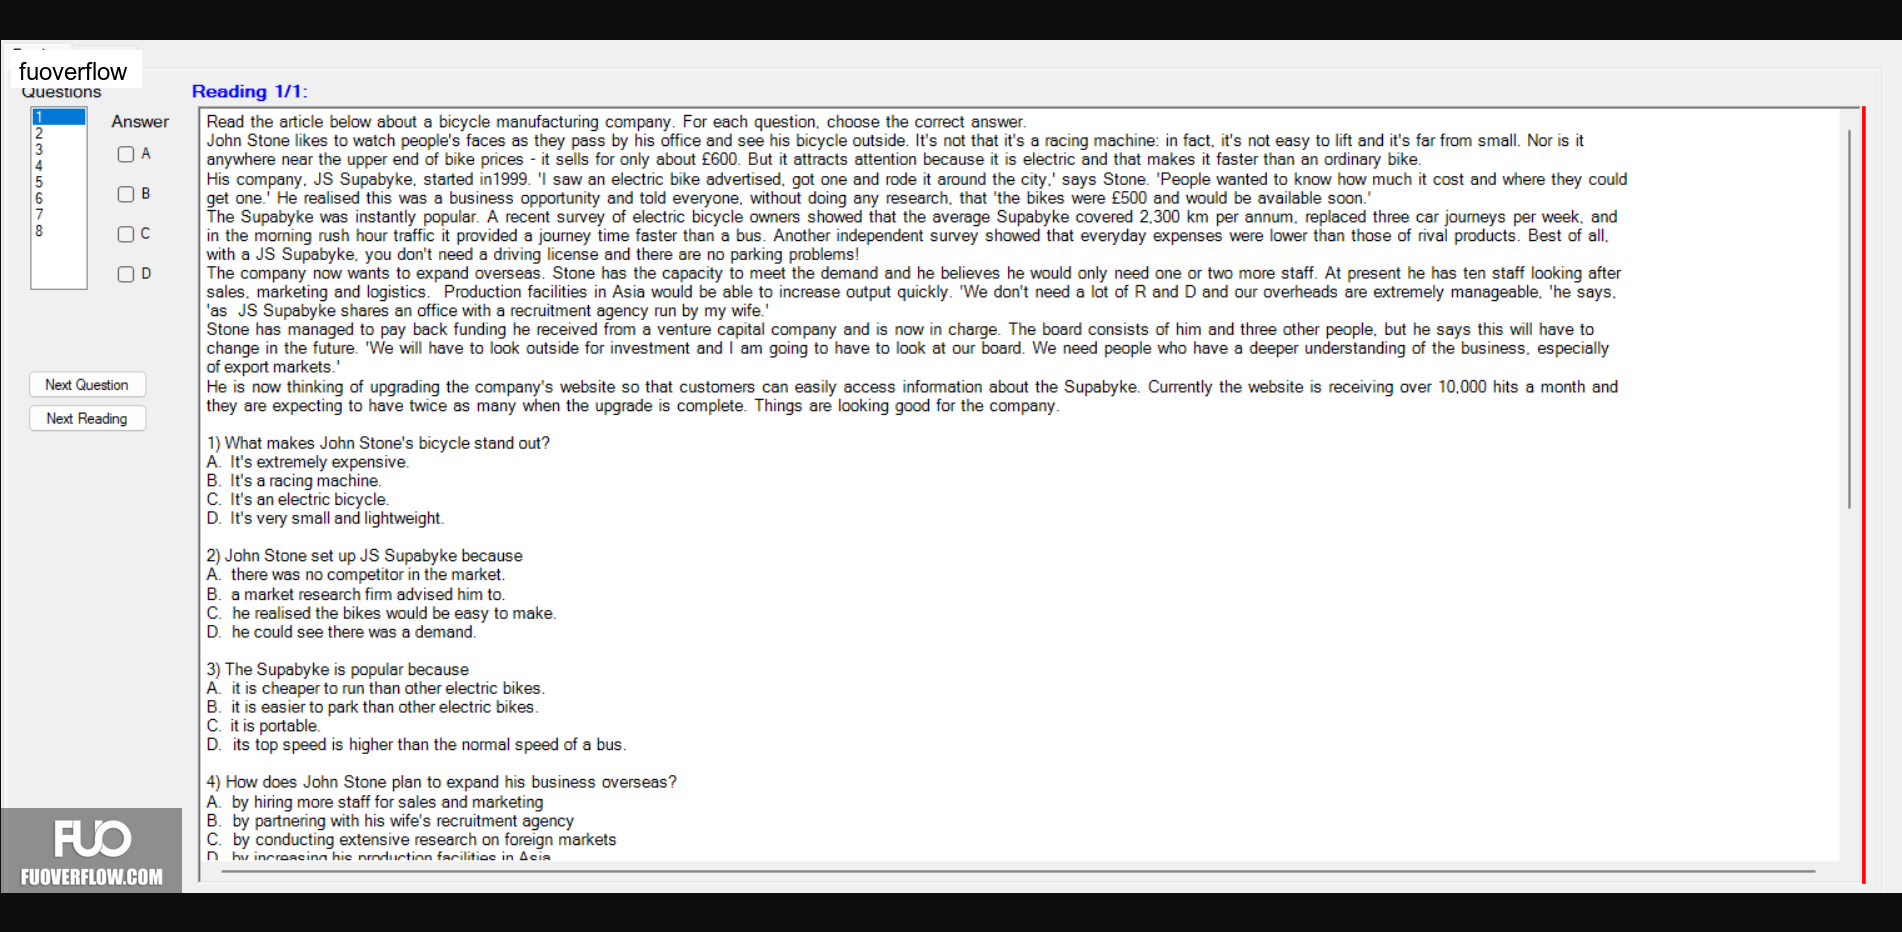 fuoverflow
Questions
Reading 1/1:
1
2
3
4
5
6
7
8
Answer
A
B
C
D
Next Question
Next Reading
Read the article below about a bicycle manufacturing company. For each question, choose the correct answer.
John Stone likes to watch people's faces as they pass by his office and see his bicycle outside. It's not that it's a racing machine: in fact, it's not easy to lift and it's far from small. Nor is it
anywhere near the upper end of bike prices - it sells for only about £600. But it attracts attention because it is electric and that makes it faster than an ordinary bike.
His company, JS Supabyke, started in1999. 'I saw an electric bike advertised, got one and rode it around the city,' says Stone. 'People wanted to know how much it cost and where they could
get one.' He realised this was a business opportunity and told everyone, without doing any research, that 'the bikes were £500 and would be available soon.'
The Supabyke was instantly popular. A recent survey of electric bicycle owners showed that the average Supabyke covered 2,300 km per annum, replaced three car journeys per week, and
in the morning rush hour traffic it provided a journey time faster than a bus. Another independent survey showed that everyday expenses were lower than those of rival products. Best of all,
with a JS Supabyke, you don't need a driving license and there are no parking problems!
The company now wants to expand overseas. Stone has the capacity to meet the demand and he believes he would only need one or two more staff. At present he has ten staff looking after
sales, marketing and logistics. Production facilities in Asia would be able to increase output quickly. 'We don't need a lot of R and D and our overheads are extremely manageable, 'he says,
'as JS Supabyke shares an office with a recruitment agency run by my wife.'
Stone has managed to pay back funding he received from a venture capital company and is now in charge. The board consists of him and three other people, but he says this will have to
change in the future. 'We will have to look outside for investment and I am going to have to look at our board. We need people who have a deeper understanding of the business, especially
of export markets.'
He is now thinking of upgrading the company's website so that customers can easily access information about the Supabyke. Currently the website is receiving over 10,000 hits a month and
they are expecting to have twice as many when the upgrade is complete. Things are looking good for the company.
1) What makes John Stone's bicycle stand out?
A. It's extremely expensive.
B. It's a racing machine.
C. It's an electric bicycle.
D. It's very small and lightweight.
2) John Stone set up JS Supabyke because
A. there was no competitor in the market.
B. a market research firm advised him to.
C. he realised the bikes would be easy to make.
D. he could see there was a demand.
3) The Supabyke is popular because
A. it is cheaper to run than other electric bikes.
B. it is easier to park than other electric bikes.
C. it is portable.
D. its top speed is higher than the normal speed of a bus.
4) How does John Stone plan to expand his business overseas?
A. by hiring more staff for sales and marketing
B. by partnering with his wife's recruitment agency
C. by conducting extensive research on foreign markets
D. by increasing his production facilities in Asia
FUO
FUOVERFLOW.COM